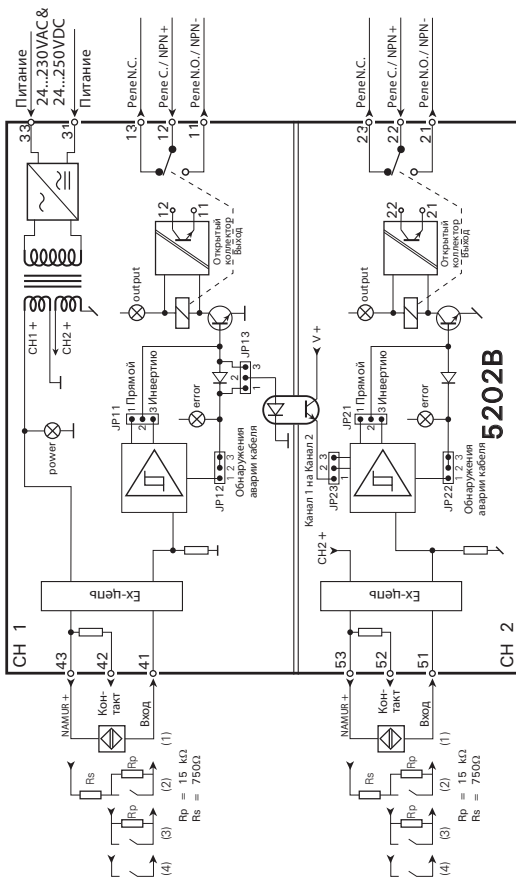 Питание
24...230VAC &
24...250VDC
Питание
33
31
Реле N.C.
Реле C./ NPN+
Реле N.O./ NPN-
13
12
11
12
11
Открытый
коллектор
Выход
output
CH1 +
CH2 +
power
JP11
1 Прямой
2
3 Инвертию
error
JP13
1
2
3
JP12
1 2 3
Обнаружения
аварии кабеля
Ex-цепь
CH 1
43
42
41
NAMUR +
Кон-
такт
Вход
(1)
Rs
Rp
(2)
Rp = 15 kΩ
Rs = 750Ω
Rp
(3)
(4)
Реле N.C.
Реле C./ NPN+
Реле N.O./ NPN-
23
22
21
22
21
Открытый
коллектор
Выход
output
V +
Канал 1 на Канал 2
JP23
1 2 3
JP21
1 Прямой
2
3 Инвертию
error
JP22
1 2 3
Обнаружения
аварии кабеля
5202B
CH2 +
Ex-цепь
CH 2
53
52
51
NAMUR +
Кон-
такт
Вход
(1)
Rs
Rp
(2)
Rp = 15 kΩ
Rs = 750Ω
Rp
(3)
(4)